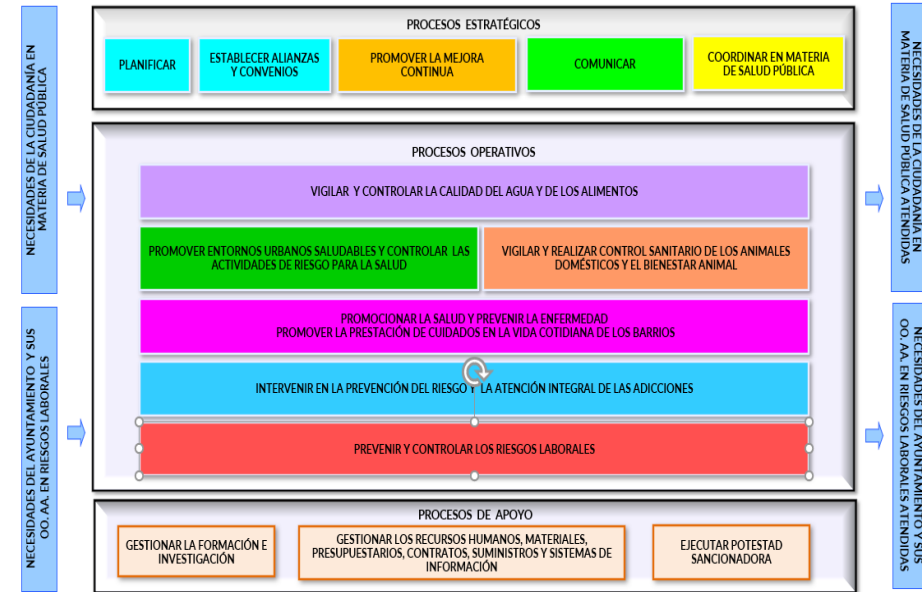 NECESIDADES DE LA CIUDADANÍA EN
MATERIA DE SALUD PÚBLICA
NECESIDADES DEL AYUNTAMIENTO Y SUS
OO. AA. EN RIESGOS LABORALES
PROCESOS ESTRATÉGICOS
PLANIFICAR
ESTABLECER ALIANZAS
Y CONVENIOS
PROMOVER LA MEJORA
CONTINUA
COMUNICAR
COORDINAR EN MATERIA
DE SALUD PÚBLICA
PROCESOS OPERATIVOS
VIGILAR Y CONTROLAR LA CALIDAD DEL AGUA Y DE LOS ALIMENTOS
PROMOVER ENTORNOS URBANOS SALUDABLES Y CONTROLAR LAS
ACTIVIDADES DE RIESGO PARA LA SALUD
VIGILAR Y REALIZAR CONTROL SANITARIO DE LOS ANIMALES
DOMÉSTICOS Y EL BIENESTAR ANIMAL
PROMOCIONAR LA SALUD Y PREVENIR LA ENFERMEDAD
PROMOVER LA PRESTACIÓN DE CUIDADOS EN LA VIDA COTIDIANA DE LOS BARRIOS
INTERVENIR EN LA PREVENCIÓN DEL RIESGO Y LA ATENCIÓN INTEGRAL DE LAS ADICCIONES
PREVENIR Y CONTROLAR LOS RIESGOS LABORALES
PROCESOS DE APOYO
GESTIONAR LA FORMACIÓN E
INVESTIGACIÓN
GESTIONAR LOS RECURSOS HUMANOS, MATERIALES,
PRESUPUESTARIOS, CONTRATOS, SUMINISTROS Y SISTEMAS DE
INFORMACIÓN
EJECUTAR POTESTAD
SANCIONADORA
NECESIDADES DE LA CIUDADANÍA EN
MATERIA DE SALUD PÚBLICA ATENDIDAS
NECESIDADES DEL AYUNTAMIENTO Y SUS
OO. AA. EN RIESGOS LABORALES ATENDIDAS